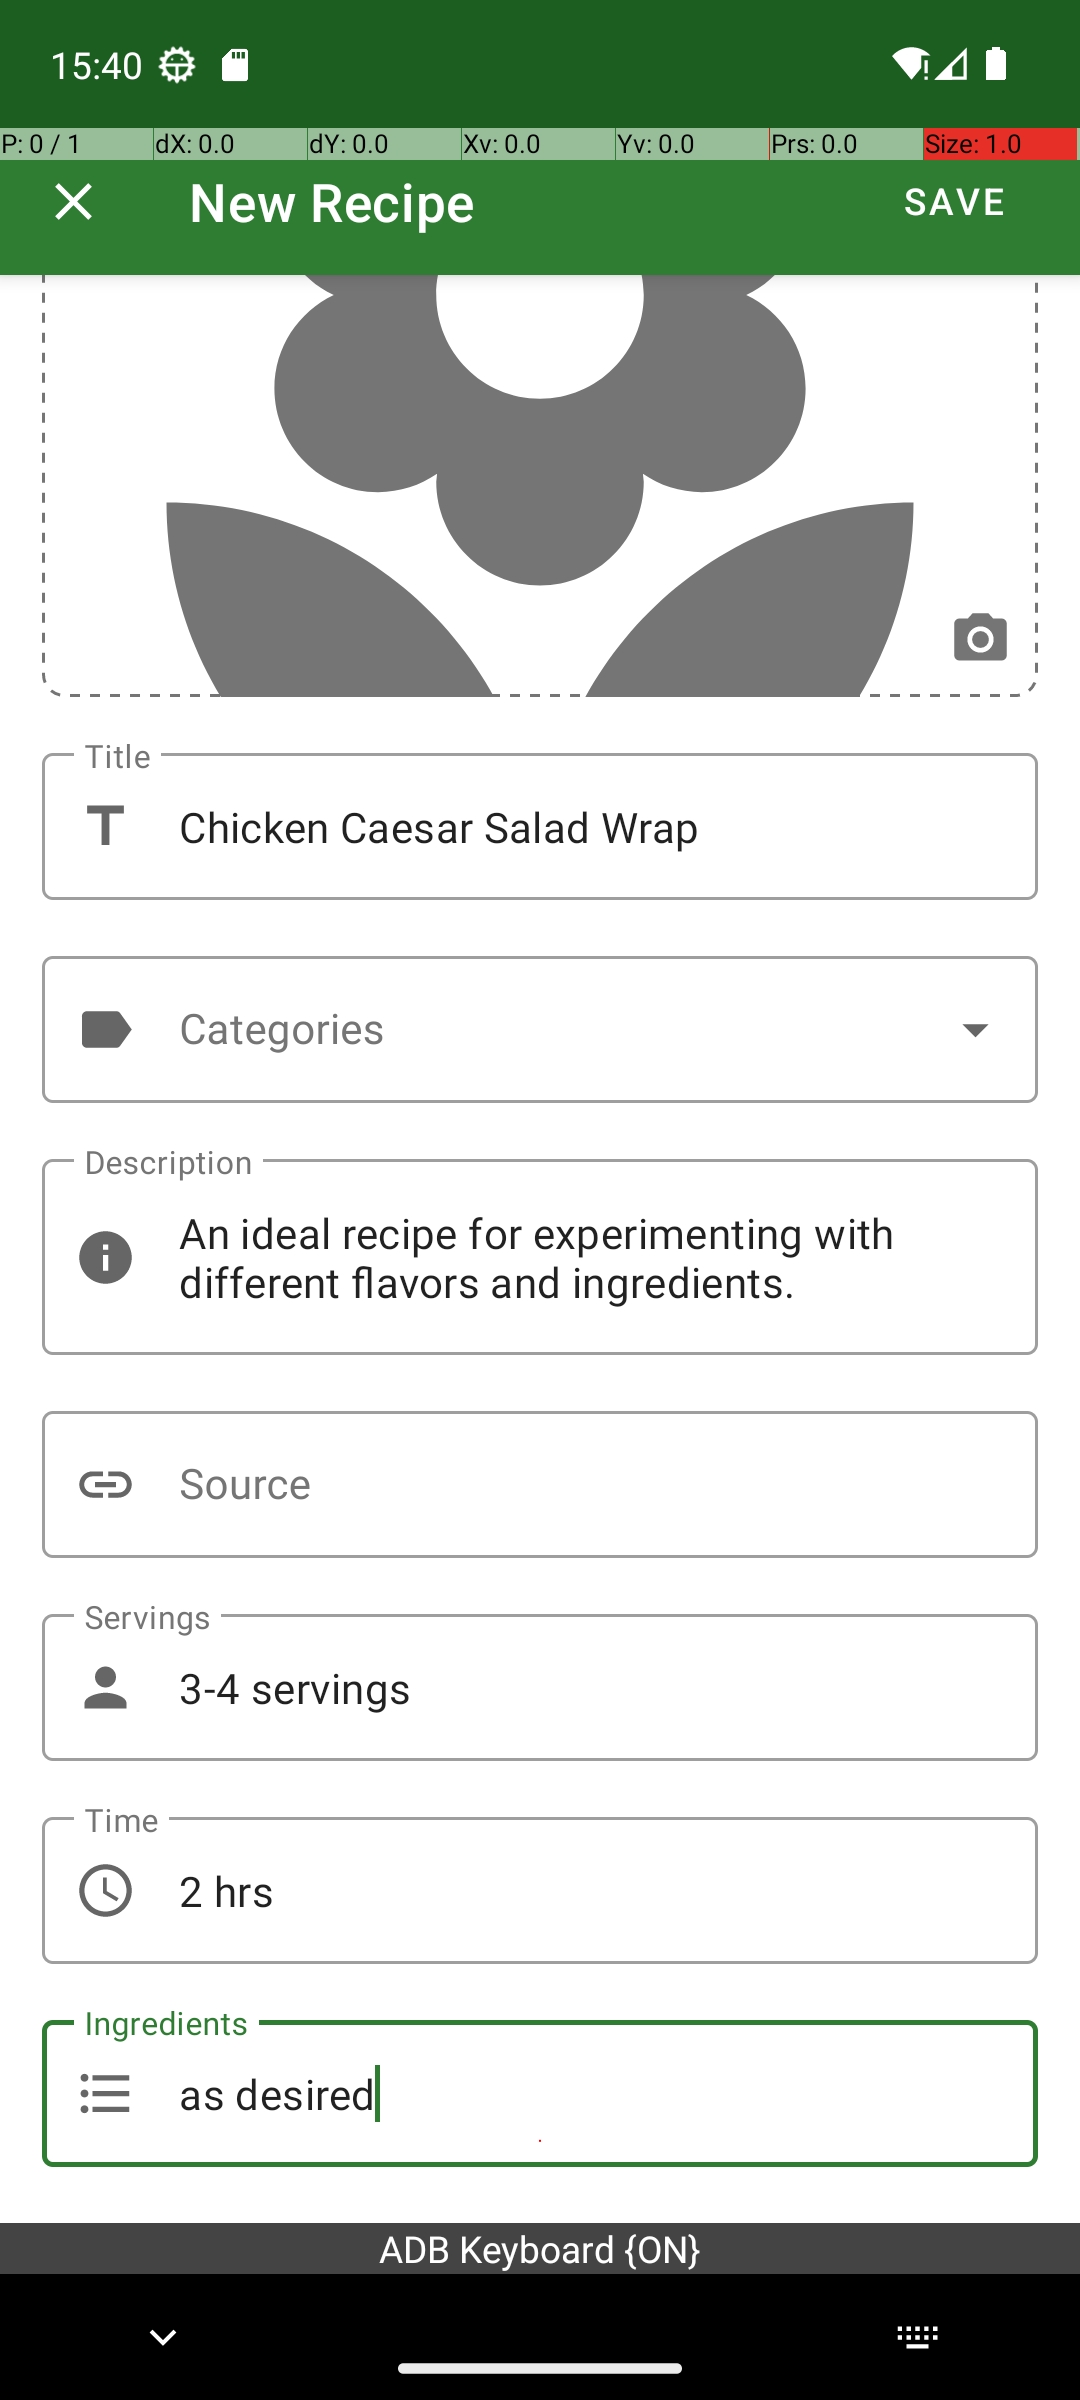 15:40
P: 0 / 1 dX: 0.0 dY: 0.0 Xv: 0.0 Yv: 0.0 Prs: 0.0 Size: 1.0
New Recipe SAVE
Title
Chicken Caesar Salad Wrap
Categories
Description
An ideal recipe for experimenting with
different flavors and ingredients.
Source
Servings
3-4 servings
Time
2 hrs
Ingredients
as desired
ADB Keyboard {ON}